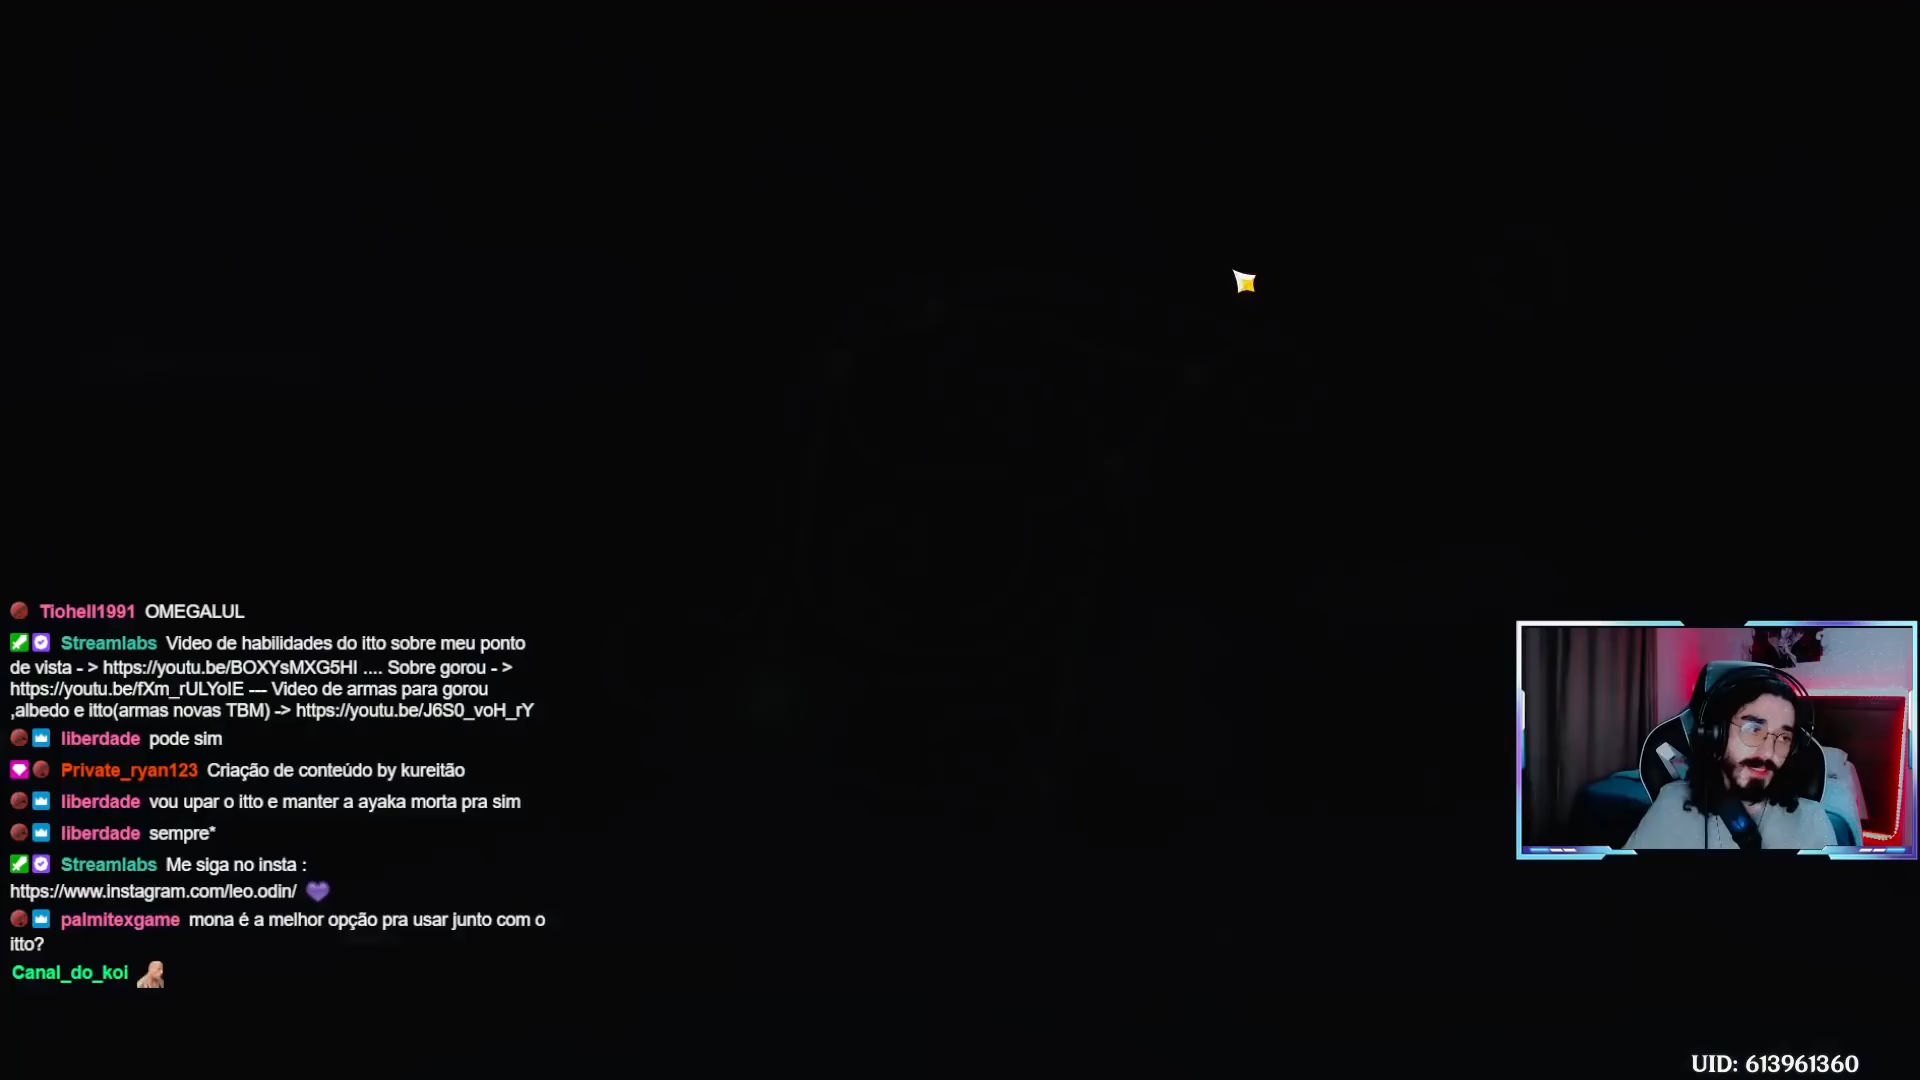 Tiohell1991 OMEGALUL
Streamlabs Video de habilidades do itto sobre meu ponto
de vista - > https://youtu.be/BOXYsMXG5HI .... Sobre gorou - >
https://youtu.be/fXm_rULYolE --- Video de armas para gorou
,albedo e itto(armas novas TBM) -> https://youtu.be/J6S0_voH_rY
liberdade pode sim
Private_ryan123 Criação de conteúdo by kureitão
liberdade vou upar o itto e manter a ayaka morta pra sim
liberdade sempre*
Streamlabs Me siga no insta :
https://www.instagram.com/leo.odin/
palmitexgame mona é a melhor opção pra usar junto com o
itto?
Canal_do_koi
UID: 613961360